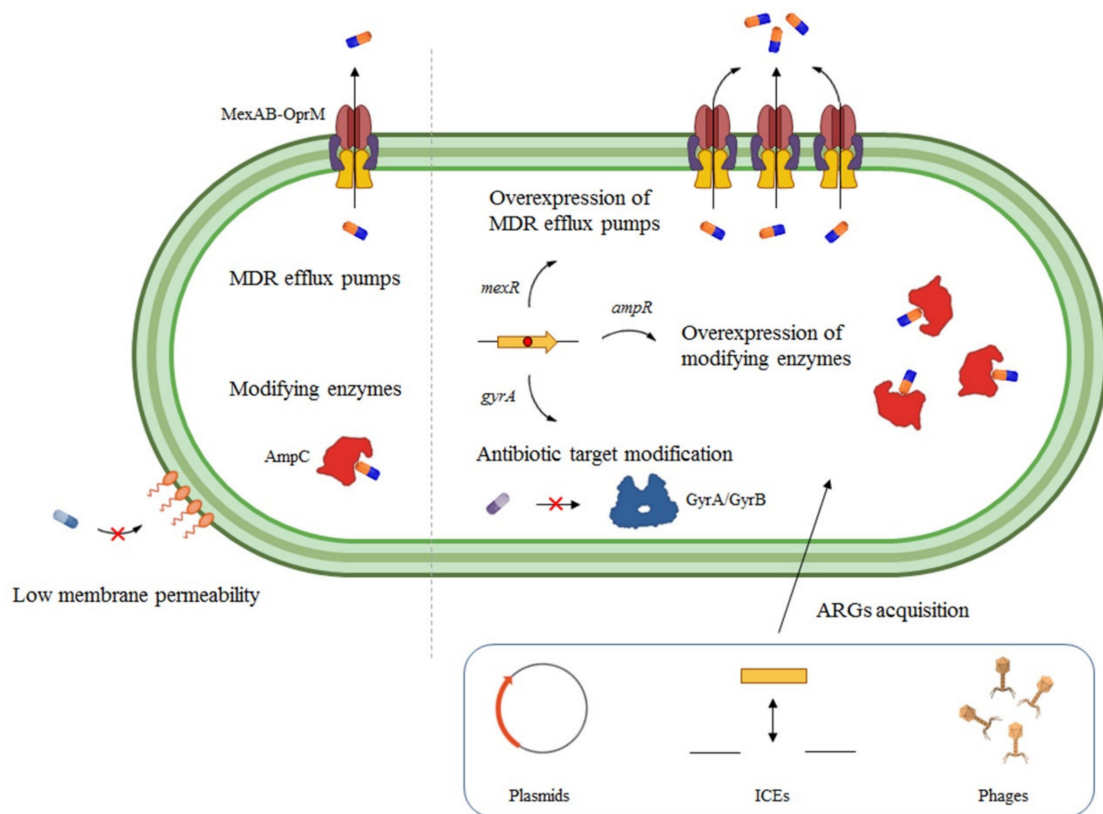 MexAB-OprM
MDR efflux pumps
Modifying enzymes
AmpC
Low membrane permeability
Overexpression of
MDR efflux pumps
mexR
ampR
gyrA
Overexpression of
modifying enzymes
Antibiotic target modification
GyrA/GyrB
ARGs acquisition
Plasmids
ICEs
Phages